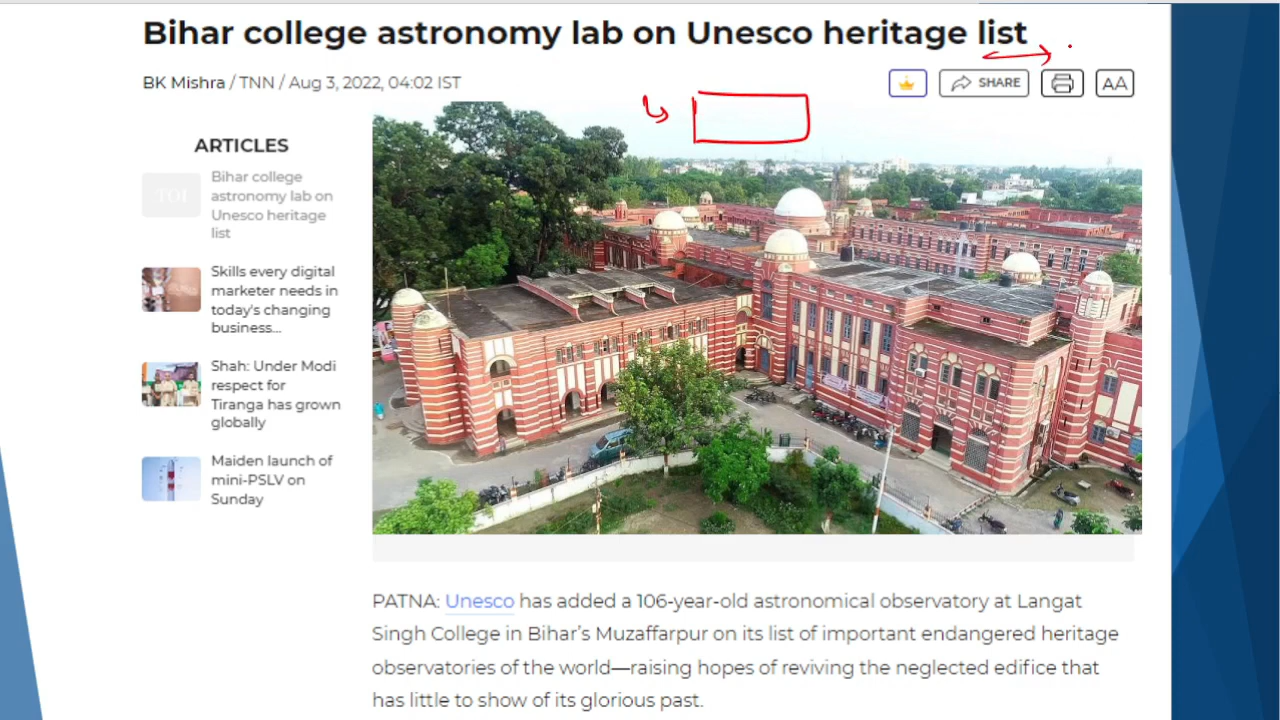 Bihar college astronomy lab on Unesco heritage list
BK Mishra / TNN / Aug 3, 2022, 04:02 IST
SHARE
AA
ARTICLES
TOI
Bihar college
astronomy lab on
Unesco heritage
list
Skills every digital
marketer needs in
today's changing
business...
Shah: Under Modi
respect for
Tiranga has grown
globally
Maiden launch of
mini-PSLV on
Sunday
PATNA: Unesco has added a 106-year-old astronomical observatory at Langat
Singh College in Bihar's Muzaffarpur on its list of important endangered heritage
observatories of the world—raising hopes of reviving the neglected edifice that
has little to show of its glorious past.